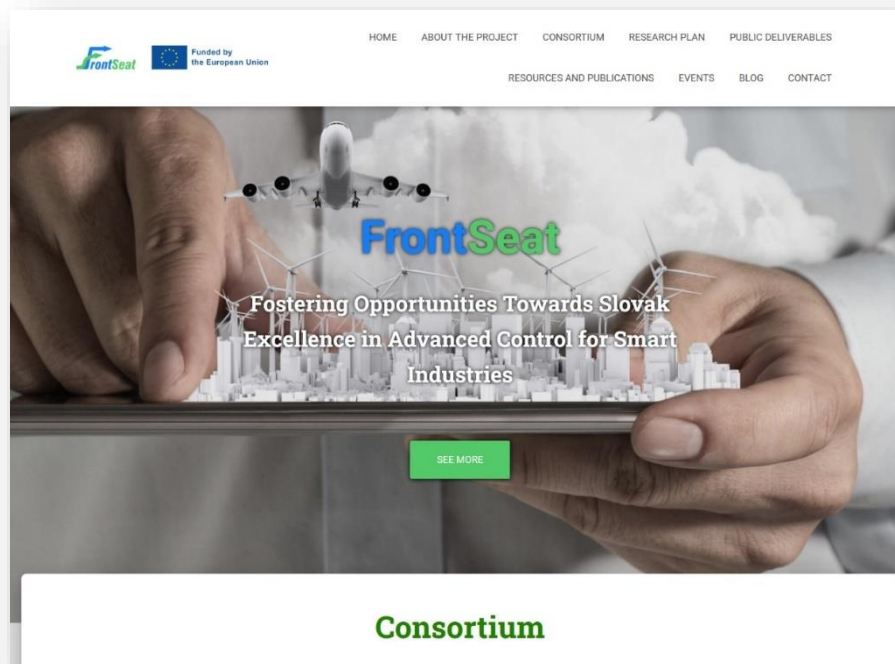 FrontSeat
Funded by
the European Union
HOME ABOUT THE PROJECT CONSORTIUM RESEARCH PLAN PUBLIC DELIVERABLES
RESOURCES AND PUBLICATIONS EVENTS BLOG CONTACT
FrontSeat
Fostering Opportunities Towards Slovak
Excellence in Advanced Control for Smart
Industries
SEE MORE
Consortium